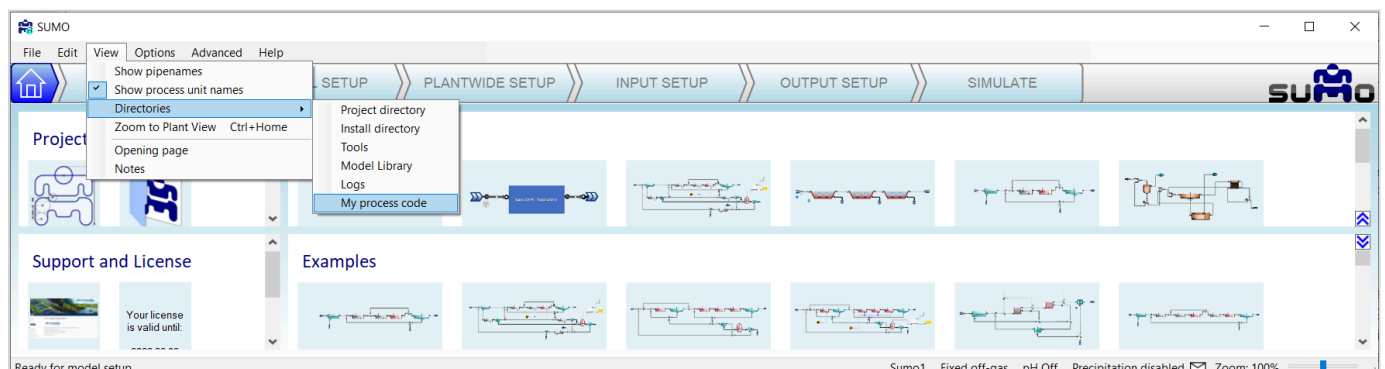 SUMO
File Edit View Options Advanced Help
SETUP PLANTWIDE SETUP INPUT SETUP OUTPUT SETUP SIMULATE
sumo
Show pipenames
Show process unit names
Directories
Zoom to Plant View Ctrl+Home
Opening page
Notes
Project directory
Install directory
Tools
Model Library
Logs
My process code
Project
Support and License
Your license
is valid until:
Examples
Ready for model setup
Sumo1 Fixed off-gas pH Off Precipitation disabled Zoom: 100%